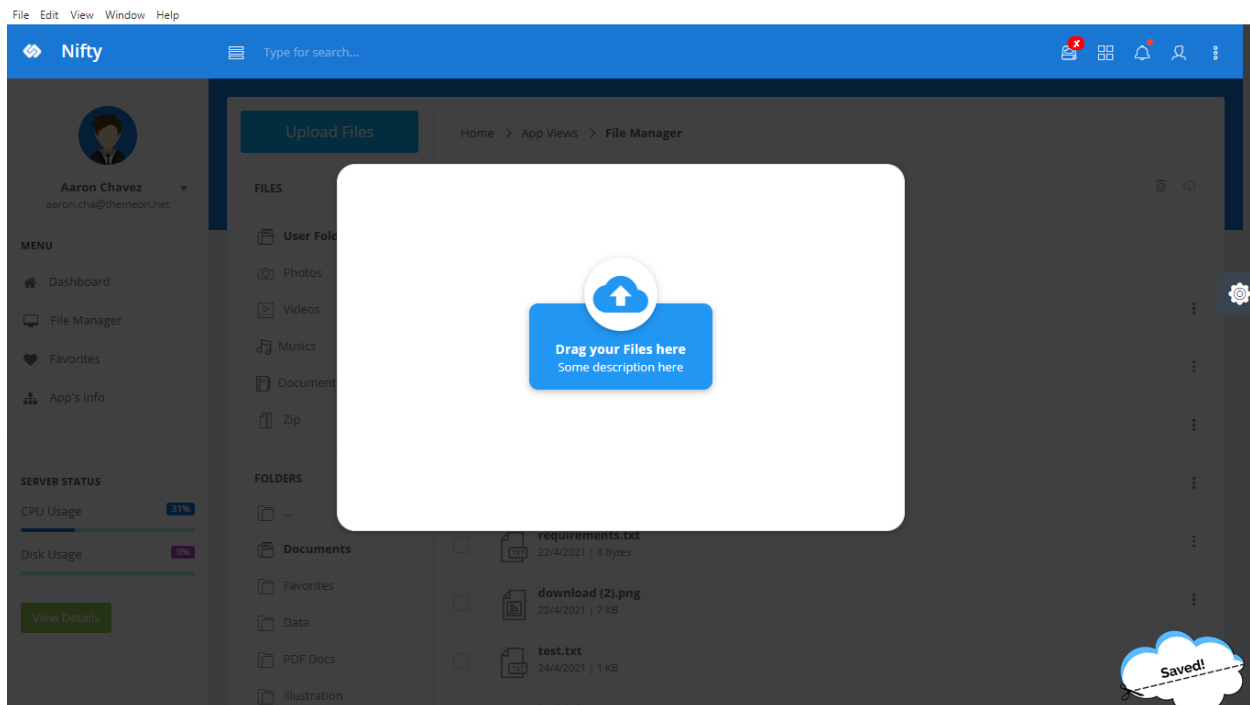 File Edit View Window Help
Nifty
Type for search...
x
Upload Files
Home > App Views > File Manager
Aaron Chavez
aaron.cha@themeon.net
FILES
MENU
User Fold
Photos
Dashboard
Videos
File Manager
Musics
Drag your Files here
Some description here
Favorites
Document
App's Info
Zip
SERVER STATUS
FOLDERS
CPU Usage 31%
...
Disk Usage 0%
Documents
requirements.txt
TXT
22/4/2021 | 8 Bytes
Favorites
download (2).png
22/4/2021 | 7 KB
View Details
Data
PDF Docs
test.txt
TXT
24/4/2021 | 1 KB
Illustration
Saved!